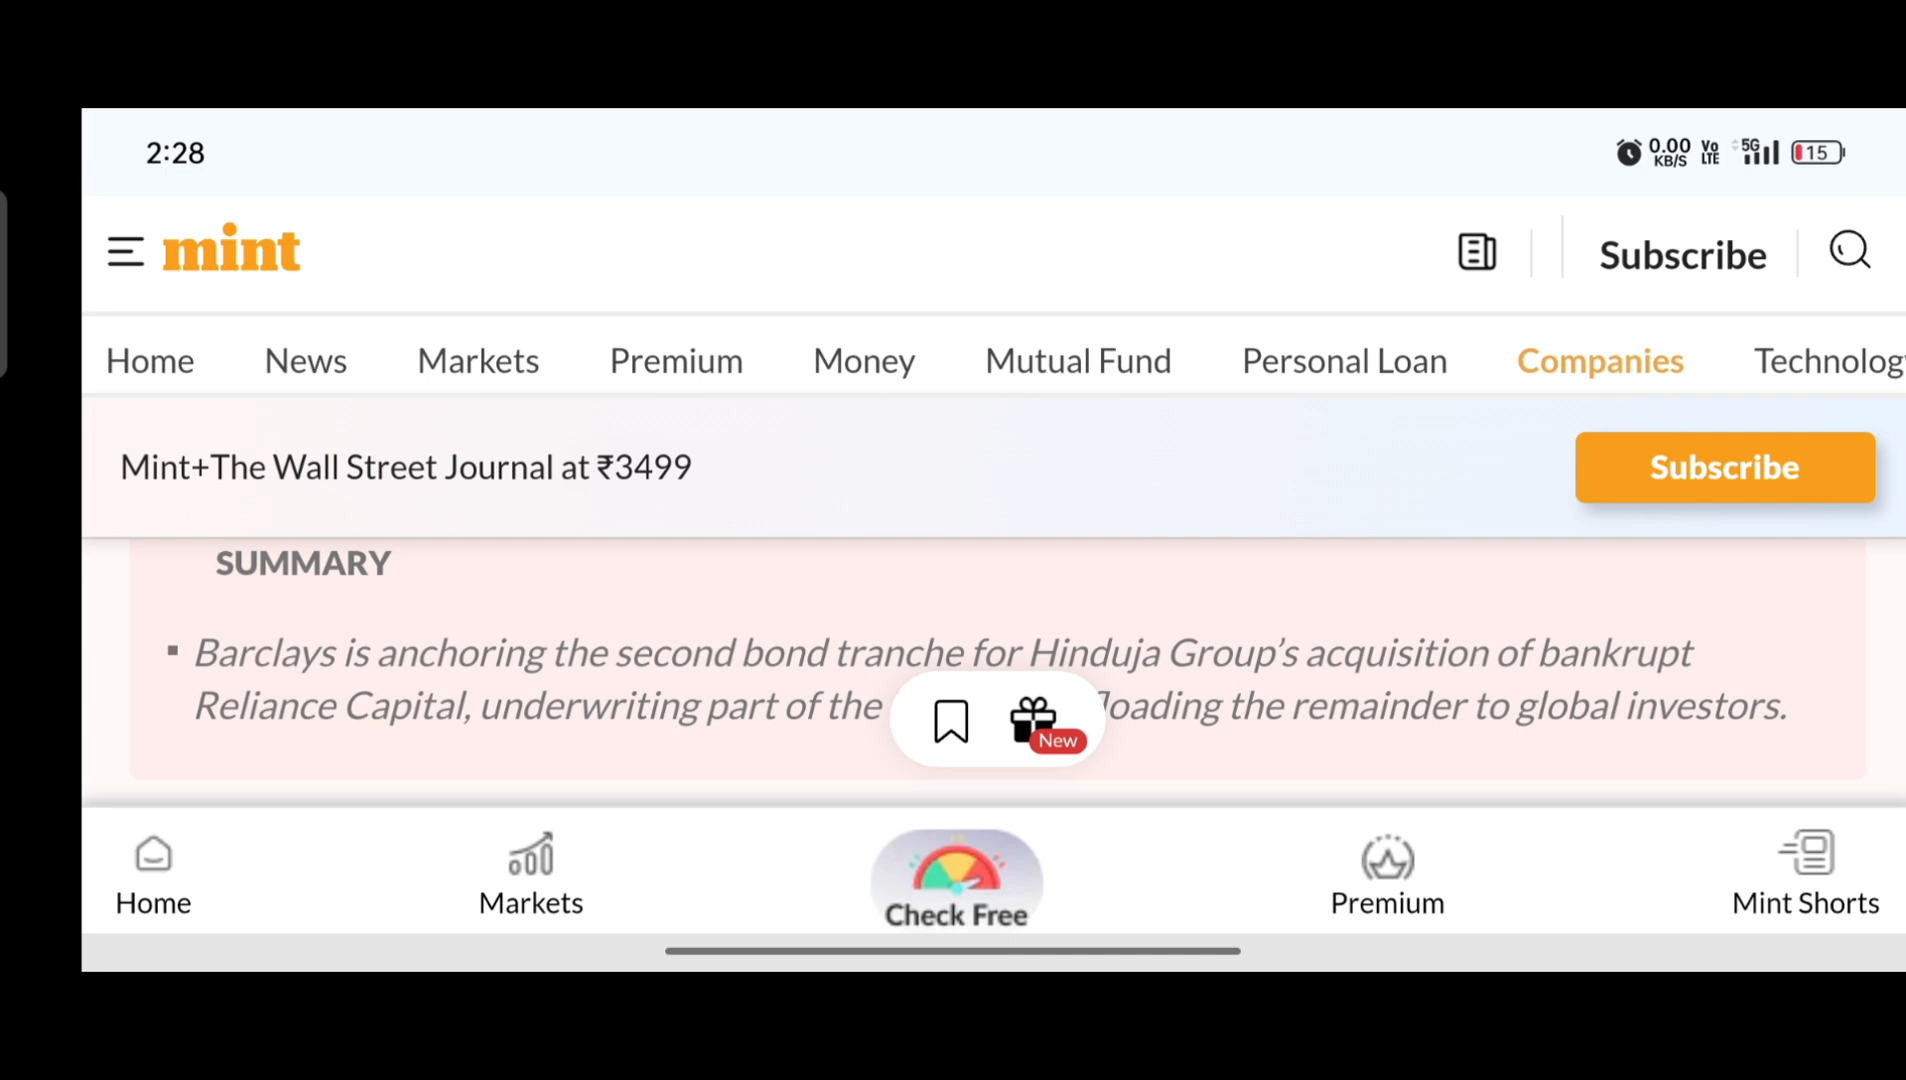 2:28
0.00 KB/S Vo LTE 5G 15
mint
Subscribe
Home News Markets Premium Money Mutual Fund Personal Loan Companies Technolog
Mint+The Wall Street Journal at ₹3499
Subscribe
SUMMARY
▪ Barclays is anchoring the second bond tranche for Hinduja Group’s acquisition of bankrupt
Reliance Capital, underwriting part of the loading the remainder to global investors.
New
Check Free
Home Markets Premium Mint Shorts